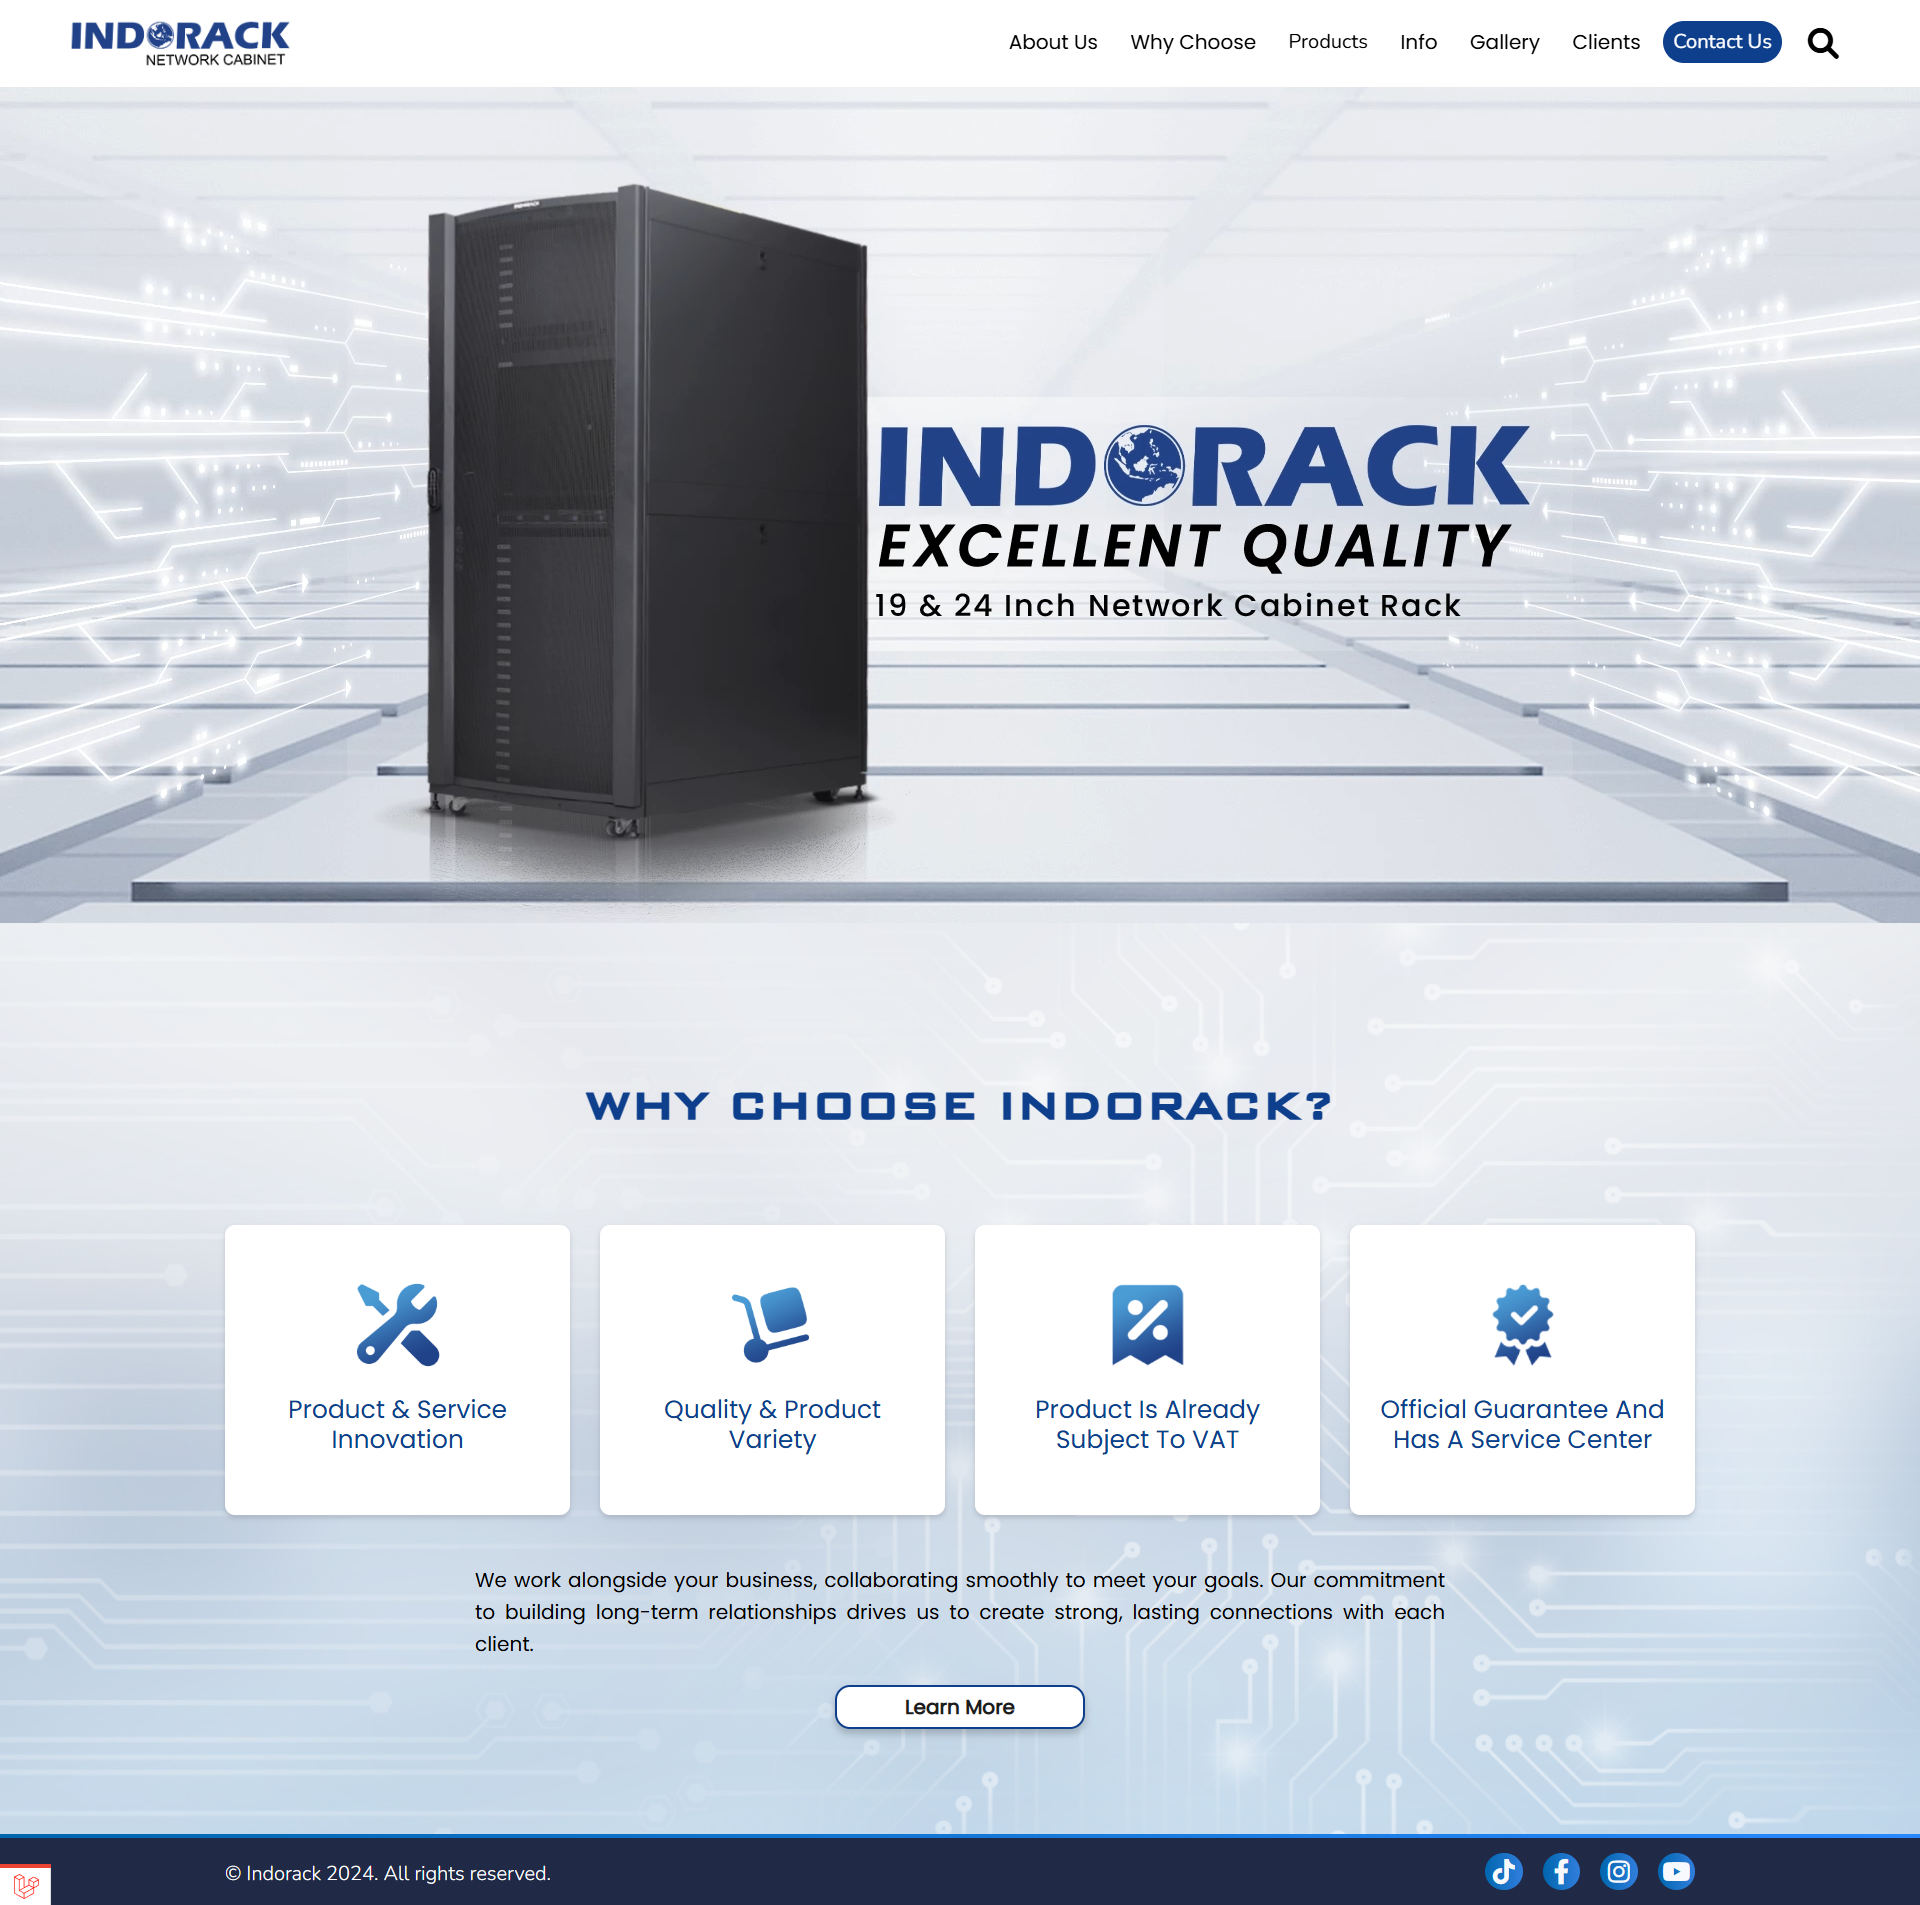 INDORACK
NETWORK CABINET
About Us Why Choose Products Info Gallery Clients Contact Us
INDORACK
INDORACK
EXCELLENT QUALITY
19 & 24 Inch Network Cabinet Rack
WHY CHOOSE INDORACK?
Product & Service
Innovation
Quality & Product
Variety
Product Is Already
Subject To VAT
Official Guarantee And
Has A Service Center
We work alongside your business, collaborating smoothly to meet your goals. Our commitment
to building long-term relationships drives us to create strong, lasting connections with each
client.
Learn More
© Indorack 2024. All rights reserved.